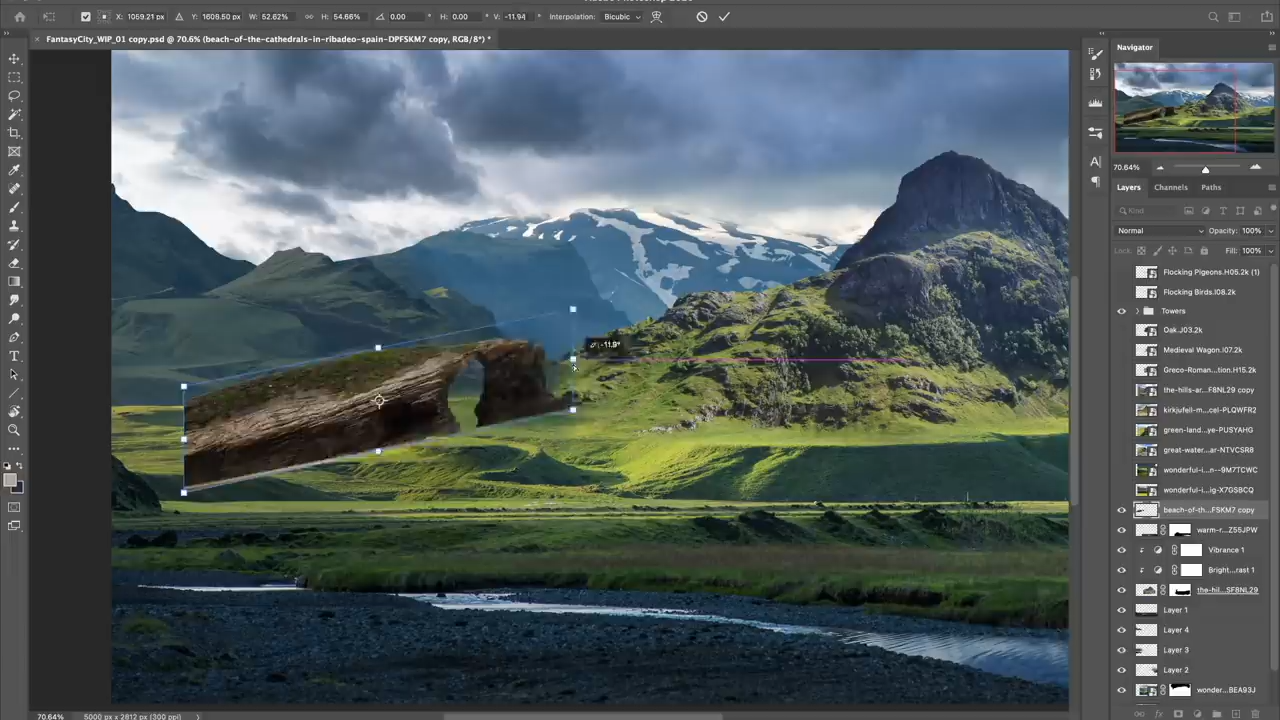 X: 1059.21 px Y: 1608.50 px W: 52.62% H: 54.66% 0.00 ° H: 0.00 ° V: -11.94 ° Interpolation: Bicubic
× FantasyCity_WIP_01 copy.psd @ 70.6% (beach-of-the-cathedrals-in-ribadeo-spain-DPFSKM7 copy, RGB/8*) *
Navigator
70.64%
Layers Channels Paths
Kind
Normal Opacity: 100%
Lock: Fill: 100%
Flocking Pigeons.H05.2k (1)
Flocking Birds.I08.2k
Towers
Oak.J03.2k
Medieval Wagon.I07.2k
Greco-Roman...tion.H15.2k
the-hills-ar...F8NL29 copy
kirkjufell-m...cel-PLQWFR2
green-land...ye-PUSYAHG
great-water...ar-NTVCSR8
wonderful-i...n--9M7TCWC
wonderful-i...ig-X7GSBCQ
beach-of-th...FSKM7 copy
warm-r...Z55JPW
Vibrance 1
Bright...rast 1
the-hil...SF8NL29
Layer 1
Layer 4
Layer 3
Layer 2
wonder...BEA93J
-11.9°
70.64% 5000 px x 2812 px (300 ppi)